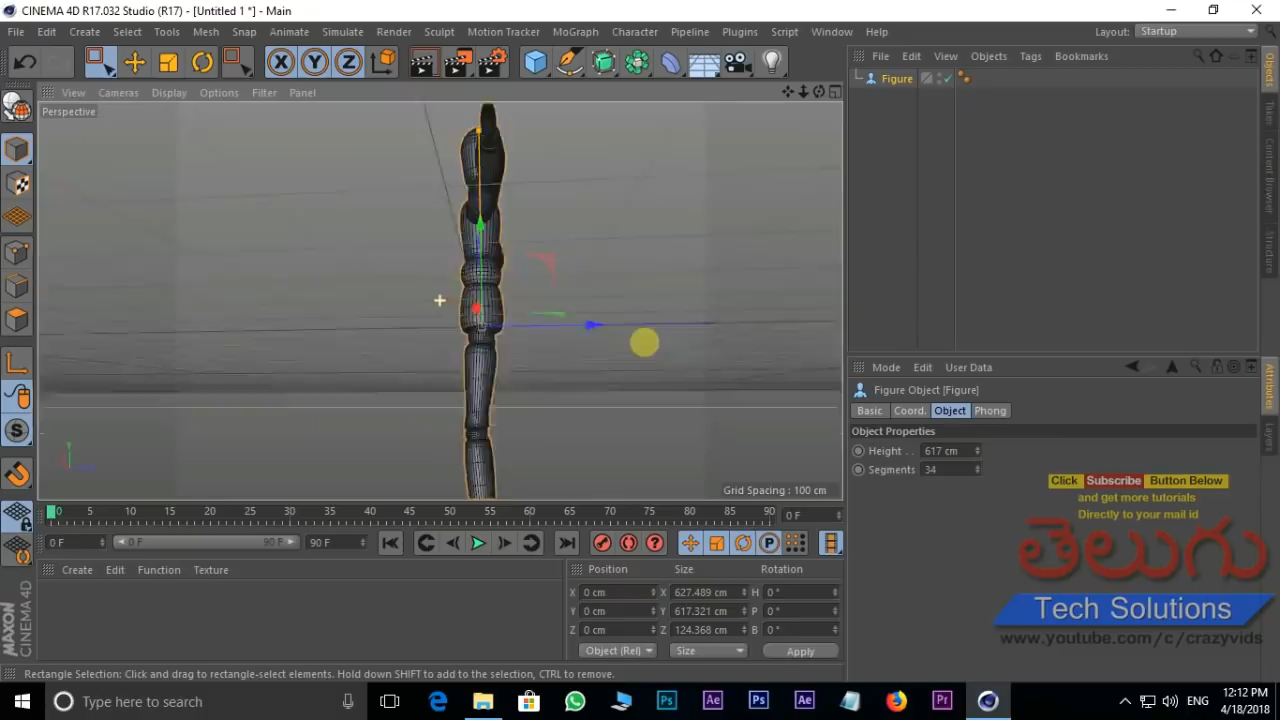 CINEMA 4D R17.032 Studio (R17) - [Untitled 1 *] - Main
File Edit Create Select Tools Mesh Snap Animate Simulate Render Sculpt Motion Tracker MoGraph Character Pipeline Plugins Script Window Help Layout: Startup
View Cameras Display Options Filter Panel
File Edit View Objects Tags Bookmarks
Perspective
Figure
Objects
Takes
Content Browser
Structure
Mode Edit User Data
Figure Object [Figure]
Basic Coord. Object Phong
Object Properties
Height . . 617 cm
Segments 34
Attributes
Layers
Click Subscribe Button Below
and get more tutorials
Directly to your mail id
తెలుగు
Tech Solutions
www.youtube.com/c/crazyvids
Grid Spacing : 100 cm
0 5 10 15 20 25 30 35 40 45 50 55 60 65 70 75 80 85 90 0 F
0 F 0 F 90 F 90 F
Create Edit Function Texture
Position Size Rotation
X 0 cm X 627.489 cm H 0 °
Y 0 cm Y 617.321 cm P 0 °
Z 0 cm Z 124.368 cm B 0 °
Object (Rel) Size Apply
MAXON
CINEMA 4D
Rectangle Selection: Click and drag to rectangle-select elements. Hold down SHIFT to add to the selection, CTRL to remove.
Type here to search
ENG
12:12 PM
4/18/2018